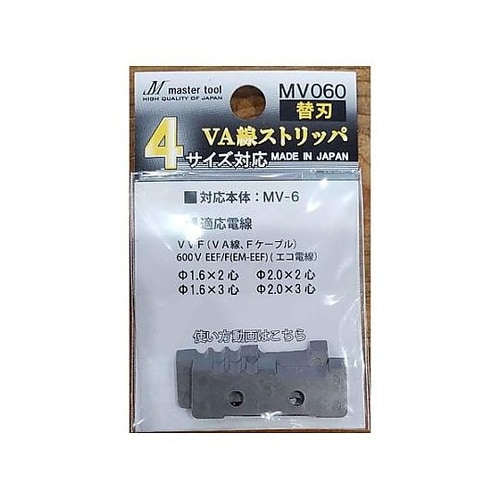 M master tool
HIGH QUALITY OF JAPAN
MV060
替刃
4 VA線ストリッパ
サイズ対応 MADE IN JAPAN
■対応本体：MV-6
適応電線
VVF(VA線、Fケーブル)
600V EEF/F(EM-EEF)(エコ電線)
Φ1.6×2心 Φ2.0×2心
Φ1.6×3心 Φ2.0×3心
使い方動画はこちら